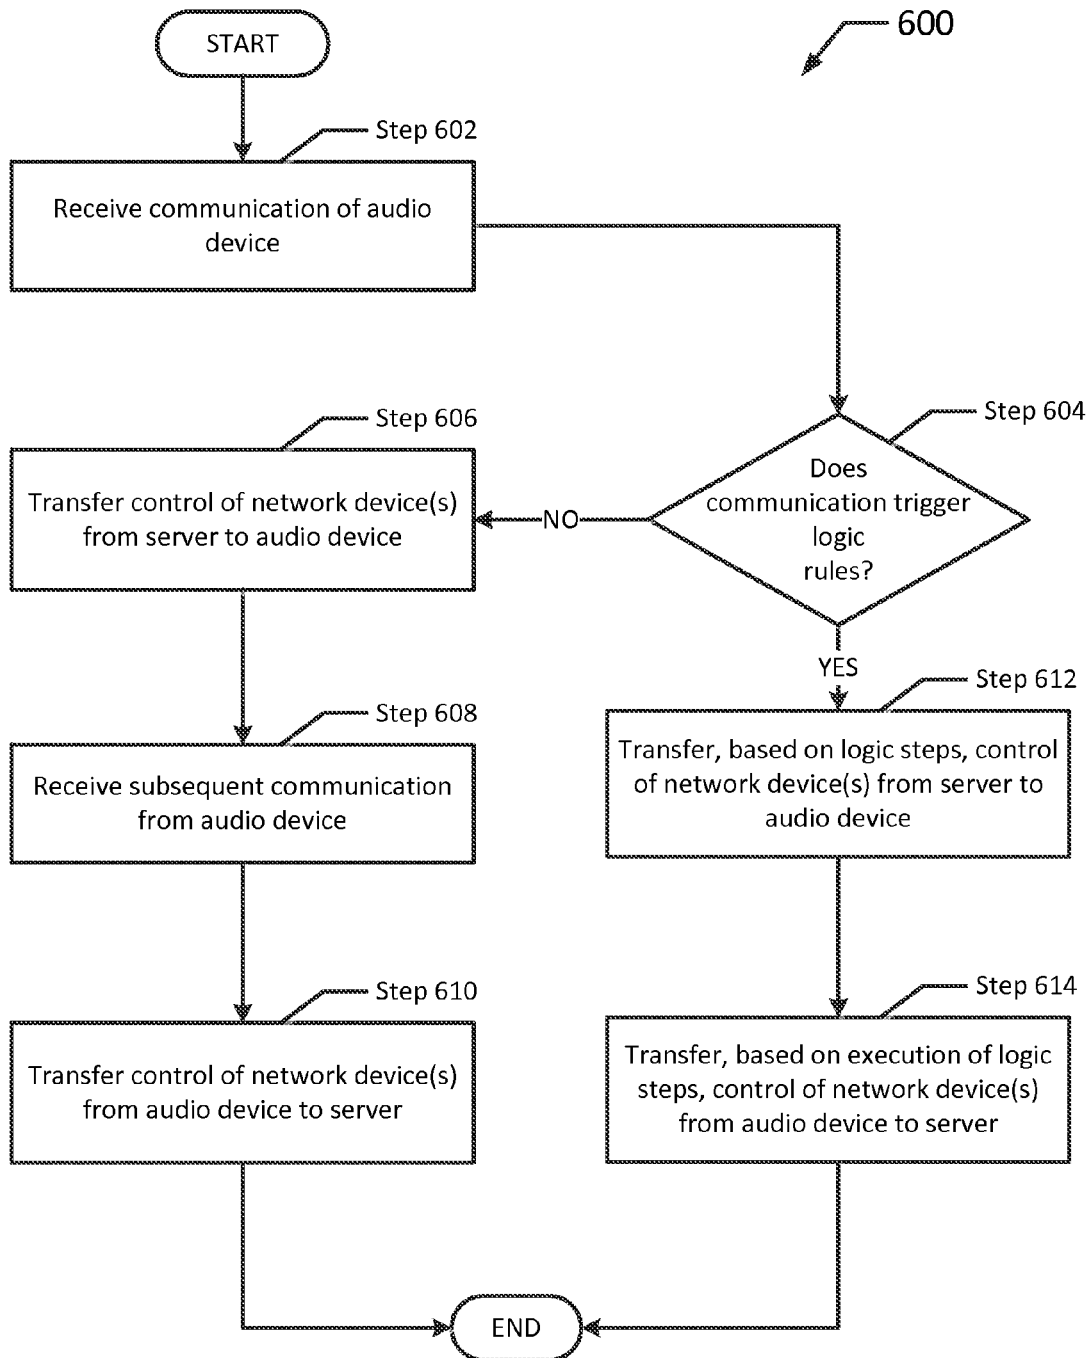 600
START
Step 602
Receive communication of audio
device
Step 604
Does
communication trigger
logic
rules?
NO
YES
Step 606
Transfer control of network device(s)
from server to audio device
Step 608
Receive subsequent communication
from audio device
Step 610
Transfer control of network device(s)
from audio device to server
Step 612
Transfer, based on logic steps, control
of network device(s) from server to
audio device
Step 614
Transfer, based on execution of logic
steps, control of network device(s)
from audio device to server
END